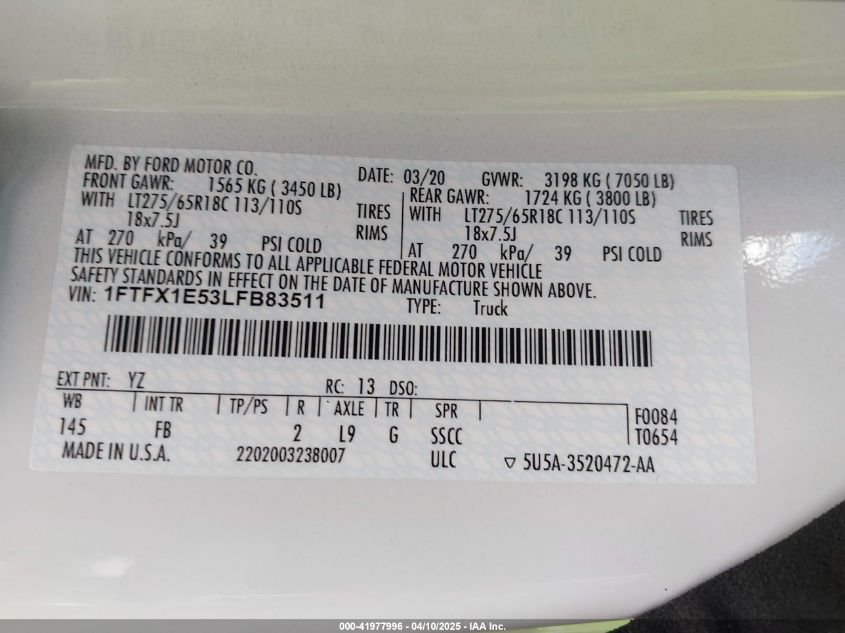 MFD. BY FORD MOTOR CO.
DATE: 03/20 GVWR: 3198 KG ( 7050 LB)
FRONT GAWR: 1565 KG ( 3450 LB)
WITH LT275/65R18C 113/110S TIRES
18x7.5J RIMS
AT 270 kPa/ 39 PSI COLD
REAR GAWR: 1724 KG ( 3800 LB)
WITH LT275/65R18C 113/110S TIRES
18x7.5J RIMS
AT 270 kPa/ 39 PSI COLD
THIS VEHICLE CONFORMS TO ALL APPLICABLE FEDERAL MOTOR VEHICLE
SAFETY STANDARDS IN EFFECT ON THE DATE OF MANUFACTURE SHOWN ABOVE.
VIN: 1FTFX1E53LFB83511
TYPE: Truck
EXT PNT: YZ RC: 13 DSO:
WB INT TR TP/PS R AXLE TR SPR
145 FB 2 L9 G SSCC
F0084
T0654
MADE IN U.S.A. 2202003238007 ULC ▽ 5U5A-3520472-AA
000-41977996 - 04/10/2025 - IAA Inc.